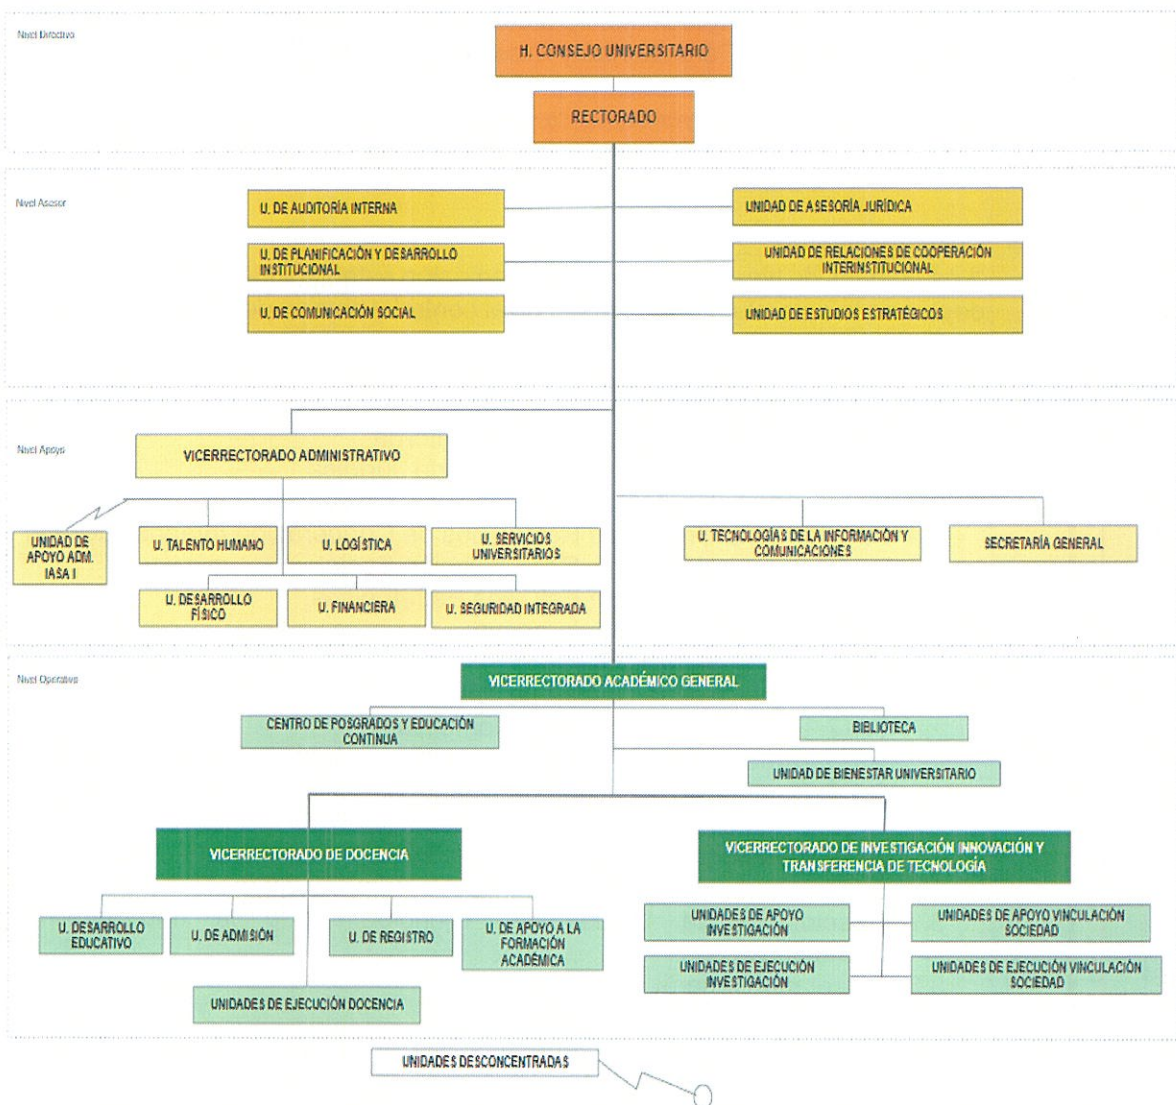 Nivel Directivo
H. CONSEJO UNIVERSITARIO
RECTORADO
Nivel Asesor
U. DE AUDITORÍA INTERNA
UNIDAD DE ASESORÍA JURÍDICA
U. DE PLANIFICACIÓN Y DESARROLLO
INSTITUCIONAL
UNIDAD DE RELACIONES DE COOPERACIÓN
INTERINSTITUCIONAL
U. DE COMUNICACIÓN SOCIAL
UNIDAD DE ESTUDIOS ESTRATÉGICOS
Nivel Apoyo
VICERRECTORADO ADMINISTRATIVO
UNIDAD DE
APOYO ADM.
IASA I
U. TALENTO HUMANO
U. LOGÍSTICA
U. SERVICIOS
UNIVERSITARIOS
U. TECNOLOGÍAS DE LA INFORMACIÓN Y
COMUNICACIONES
SECRETARÍA GENERAL
U. DESARROLLO
FÍSICO
U. FINANCIERA
U. SEGURIDAD INTEGRADA
Nivel Operativo
VICERRECTORADO ACADÉMICO GENERAL
CENTRO DE POSGRADOS Y EDUCACIÓN
CONTINUA
BIBLIOTECA
UNIDAD DE BIENESTAR UNIVERSITARIO
VICERRECTORADO DE DOCENCIA
VICERRECTORADO DE INVESTIGACIÓN INNOVACIÓN Y
TRANSFERENCIA DE TECNOLOGÍA
U. DESARROLLO
EDUCATIVO
U. DE ADMISIÓN
U. DE REGISTRO
U. DE APOYO A LA
FORMACIÓN
ACADÉMICA
UNIDADES DE APOYO
INVESTIGACIÓN
UNIDADES DE APOYO VINCULACIÓN
SOCIEDAD
UNIDADES DE EJECUCIÓN
INVESTIGACIÓN
UNIDADES DE EJECUCIÓN VINCULACIÓN
SOCIEDAD
UNIDADES DE EJECUCIÓN DOCENCIA
UNIDADES DESCONCENTRADAS